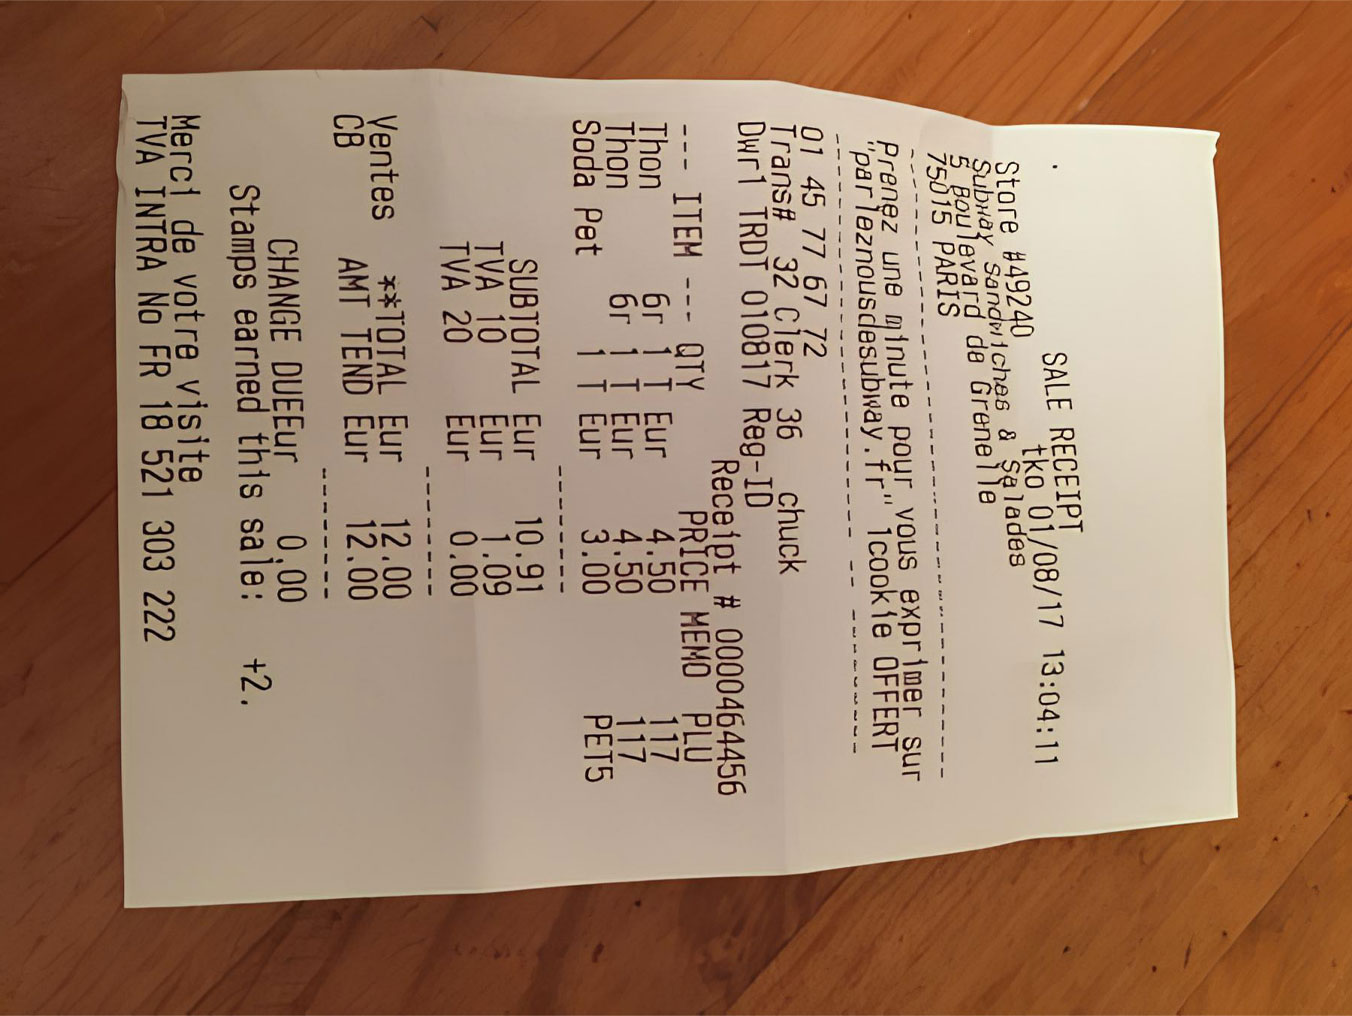 SALE RECEIPT
tko 01/08/17 13:04:11
Store #49240
Subway Sandwiches & Salades
5 Boulevard de Grenelle
75015 PARIS
--------------------------------
Prenez une minute pour vous exprimer sur
"parleznousdesubway.fr" 1cookie OFFERT
--------------------------------
01 45 77 67 72
Trans# 32 Clerk 36 chuck
Dwr1 TRDT 010817 Reg-ID
Receipt # 0000464456
--- ITEM --- QTY PRICE MEMO PLU
Thon 6r 1 T Eur 4.50 117
Thon 6r 1 T Eur 4.50 117
Soda Pet 1 T Eur 3.00 PET5
---------
SUBTOTAL Eur 10.91
TVA 10 Eur 1.09
TVA 20 Eur 0.00
---------
Ventes **TOTAL Eur 12.00
CB AMT TEND Eur 12.00
---------
CHANGE DUEEur 0.00
Stamps earned this sale: +2.
Merci de votre visite
TVA INTRA No FR 18 521 303 222